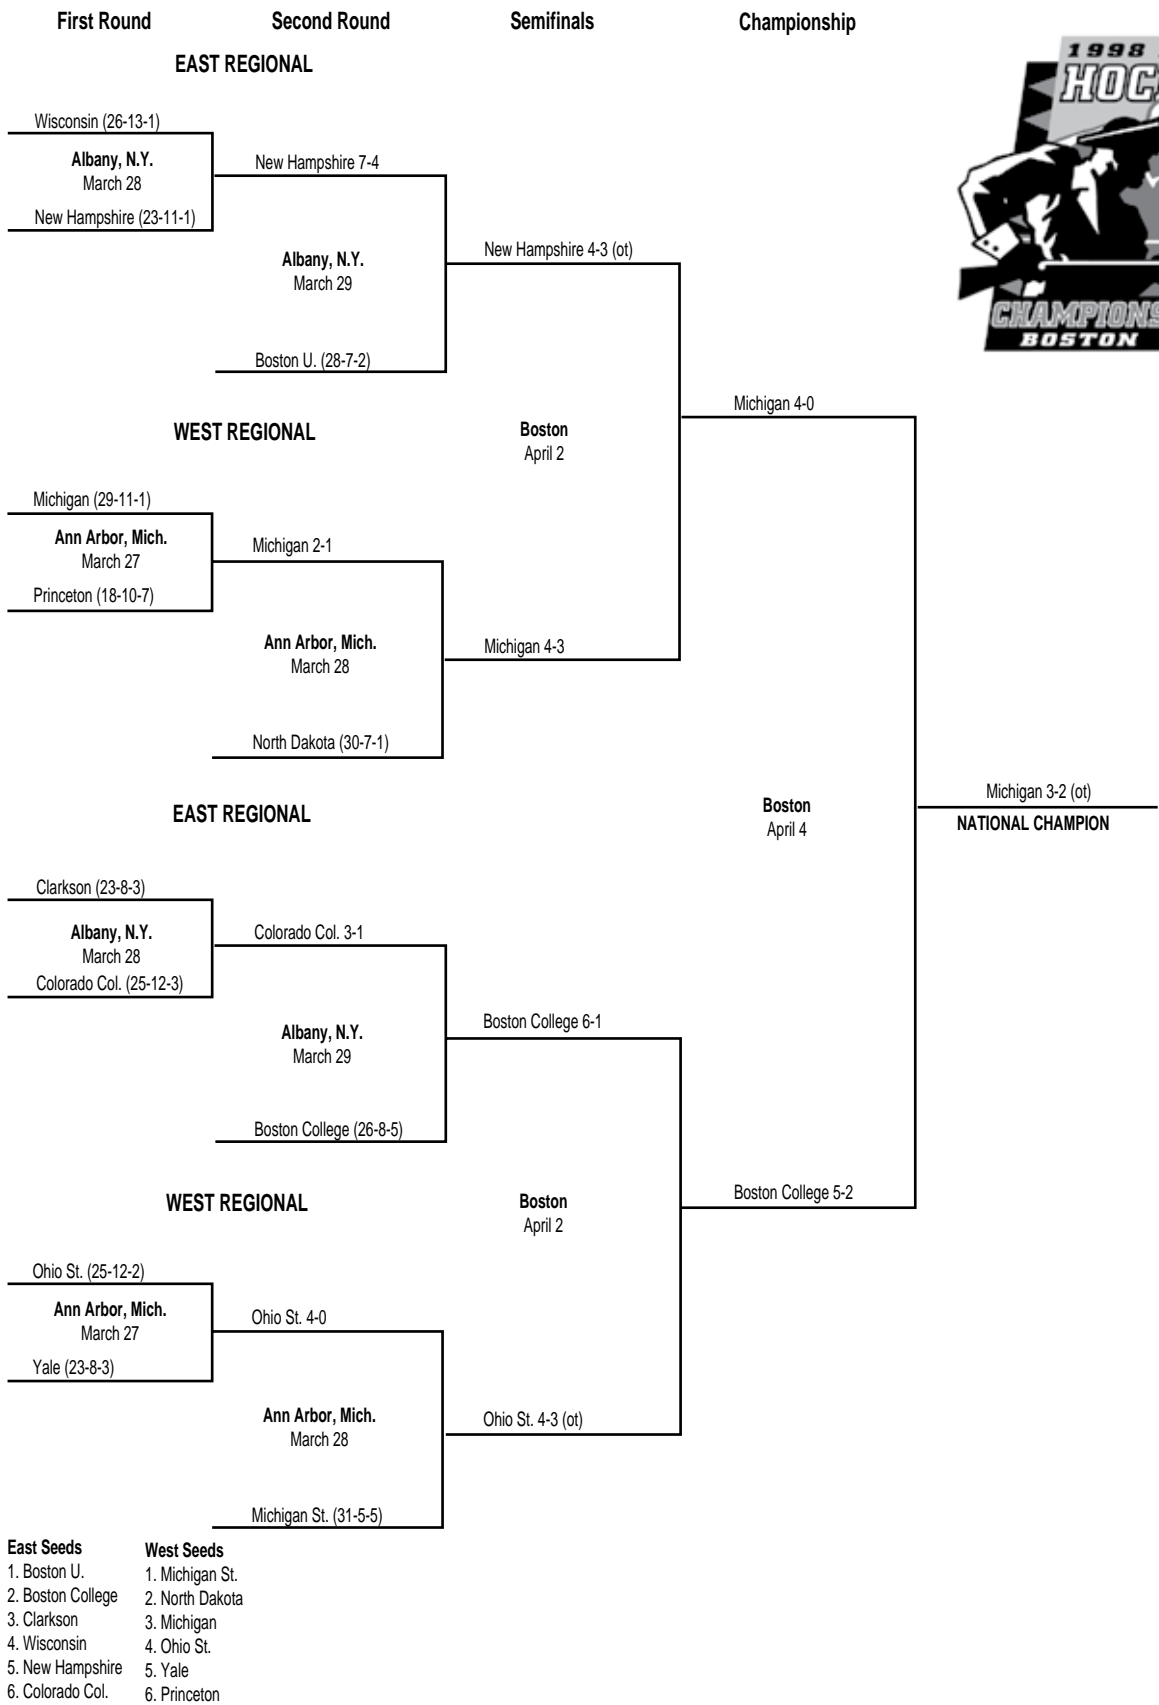 First Round Second Round Semifinals Championship
EAST REGIONAL
1998
HOC
CHAMPIONS
BOSTON
Wisconsin (26-13-1)
Albany, N.Y.
March 28
New Hampshire (23-11-1)
New Hampshire 7-4
Albany, N.Y.
March 29
Boston U. (28-7-2)
New Hampshire 4-3 (ot)
WEST REGIONAL
Boston
April 2
Michigan 4-0
Michigan (29-11-1)
Ann Arbor, Mich.
March 27
Princeton (18-10-7)
Michigan 2-1
Ann Arbor, Mich.
March 28
North Dakota (30-7-1)
Michigan 4-3
EAST REGIONAL
Boston
April 4
Michigan 3-2 (ot)
NATIONAL CHAMPION
Clarkson (23-8-3)
Albany, N.Y.
March 28
Colorado Col. (25-12-3)
Colorado Col. 3-1
Albany, N.Y.
March 29
Boston College (26-8-5)
Boston College 6-1
WEST REGIONAL
Boston
April 2
Boston College 5-2
Ohio St. (25-12-2)
Ann Arbor, Mich.
March 27
Yale (23-8-3)
Ohio St. 4-0
Ann Arbor, Mich.
March 28
Michigan St. (31-5-5)
Ohio St. 4-3 (ot)
East Seeds
1. Boston U.
2. Boston College
3. Clarkson
4. Wisconsin
5. New Hampshire
6. Colorado Col.
West Seeds
1. Michigan St.
2. North Dakota
3. Michigan
4. Ohio St.
5. Yale
6. Princeton